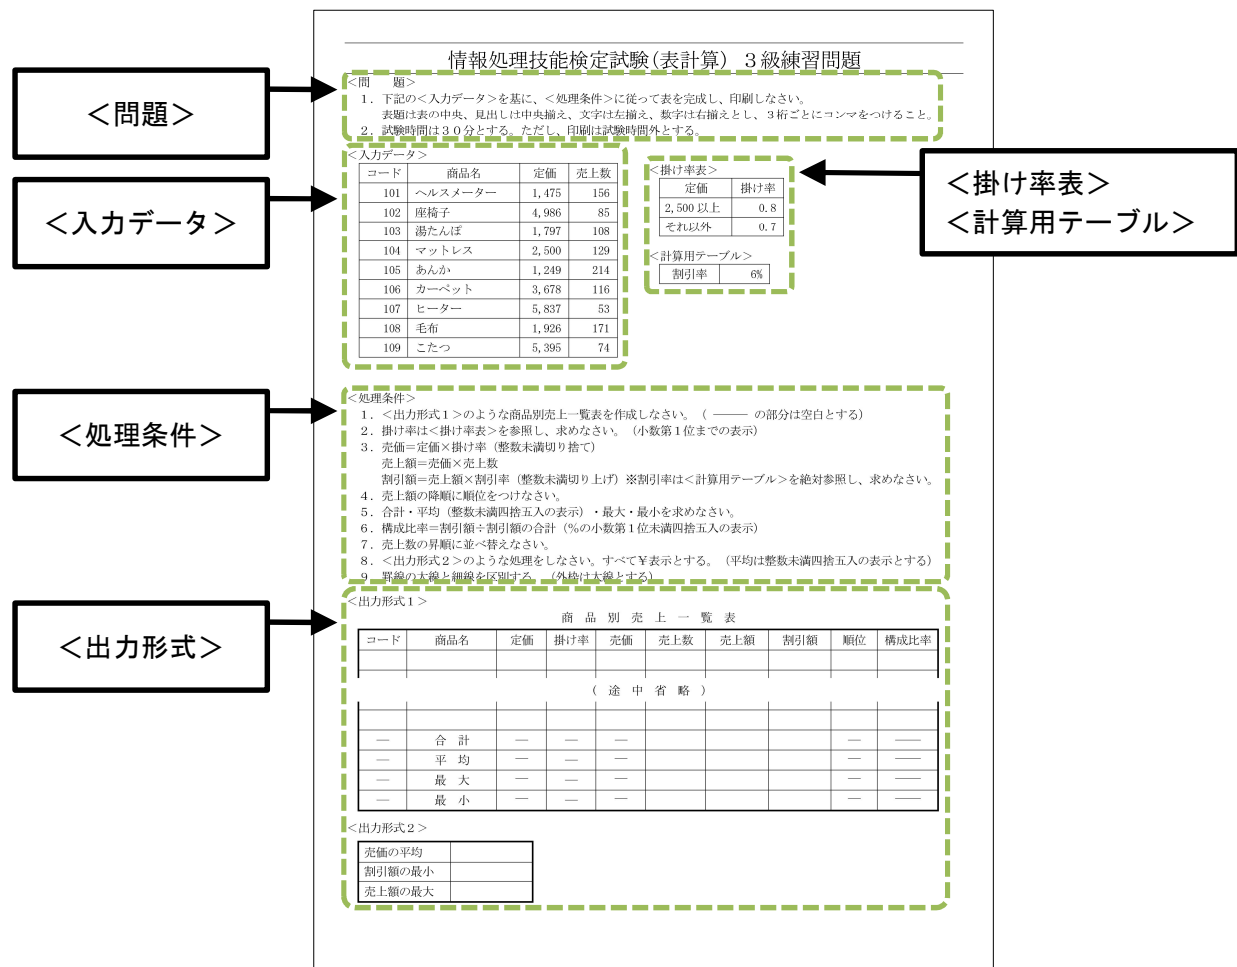 情報処理技能検定試験(表計算) 3級練習問題
<問題>
<問　題>
1．下記の<入力データ>を基に、<処理条件>に従って表を完成し、印刷しなさい。
表題は表の中央、見出しは中央揃え、文字は左揃え、数字は右揃えとし、3桁ごとにコンマをつけること。
2．試験時間は30分とする。ただし、印刷は試験時間外とする。
<入力データ>
<入力データ>
コード 商品名 定価 売上数
101 ヘルスメーター 1,475 156
102 座椅子 4,986 85
103 湯たんぽ 1,797 108
104 マットレス 2,500 129
105 あんか 1,249 214
106 カーペット 3,678 116
107 ヒーター 5,837 53
108 毛布 1,926 171
109 こたつ 5,395 74
<掛け率表>
定価 掛け率
2,500以上 0.8
それ以外 0.7
<計算用テーブル>
割引率 6%
<掛け率表>
<計算用テーブル>
<処理条件>
<処理条件>
1．<出力形式1>のような商品別売上一覧表を作成しなさい。（ ――― の部分は空白とする）
2．掛け率は<掛け率表>を参照し、求めなさい。（小数第1位までの表示）
3．売価=定価×掛け率（整数未満切り捨て）
売上額=売価×売上数
割引額=売上額×割引率（整数未満切り上げ）※割引率は<計算用テーブル>を絶対参照し、求めなさい。
4．売上額の降順に順位をつけなさい。
5．合計・平均（整数未満四捨五入の表示）・最大・最小を求めなさい。
6．構成比率=割引額÷割引額の合計（%の小数第1位未満四捨五入の表示）
7．売上数の昇順に並べ替えなさい。
8．<出力形式2>のような処理をしなさい。すべて¥表示とする。（平均は整数未満四捨五入の表示とする）
9．罫線の太線と細線を区別する。（外枠は太線とする）
<出力形式>
<出力形式1>
商 品 別 売 上 一 覧 表
コード 商品名 定価 掛け率 売価 売上数 売上額 割引額 順位 構成比率
( 途 中 省 略 )
― 合 計 ― ― ― ― ――
― 平 均 ― ― ― ― ――
― 最 大 ― ― ― ― ――
― 最 小 ― ― ― ― ――
<出力形式2>
売価の平均
割引額の最小
売上額の最大